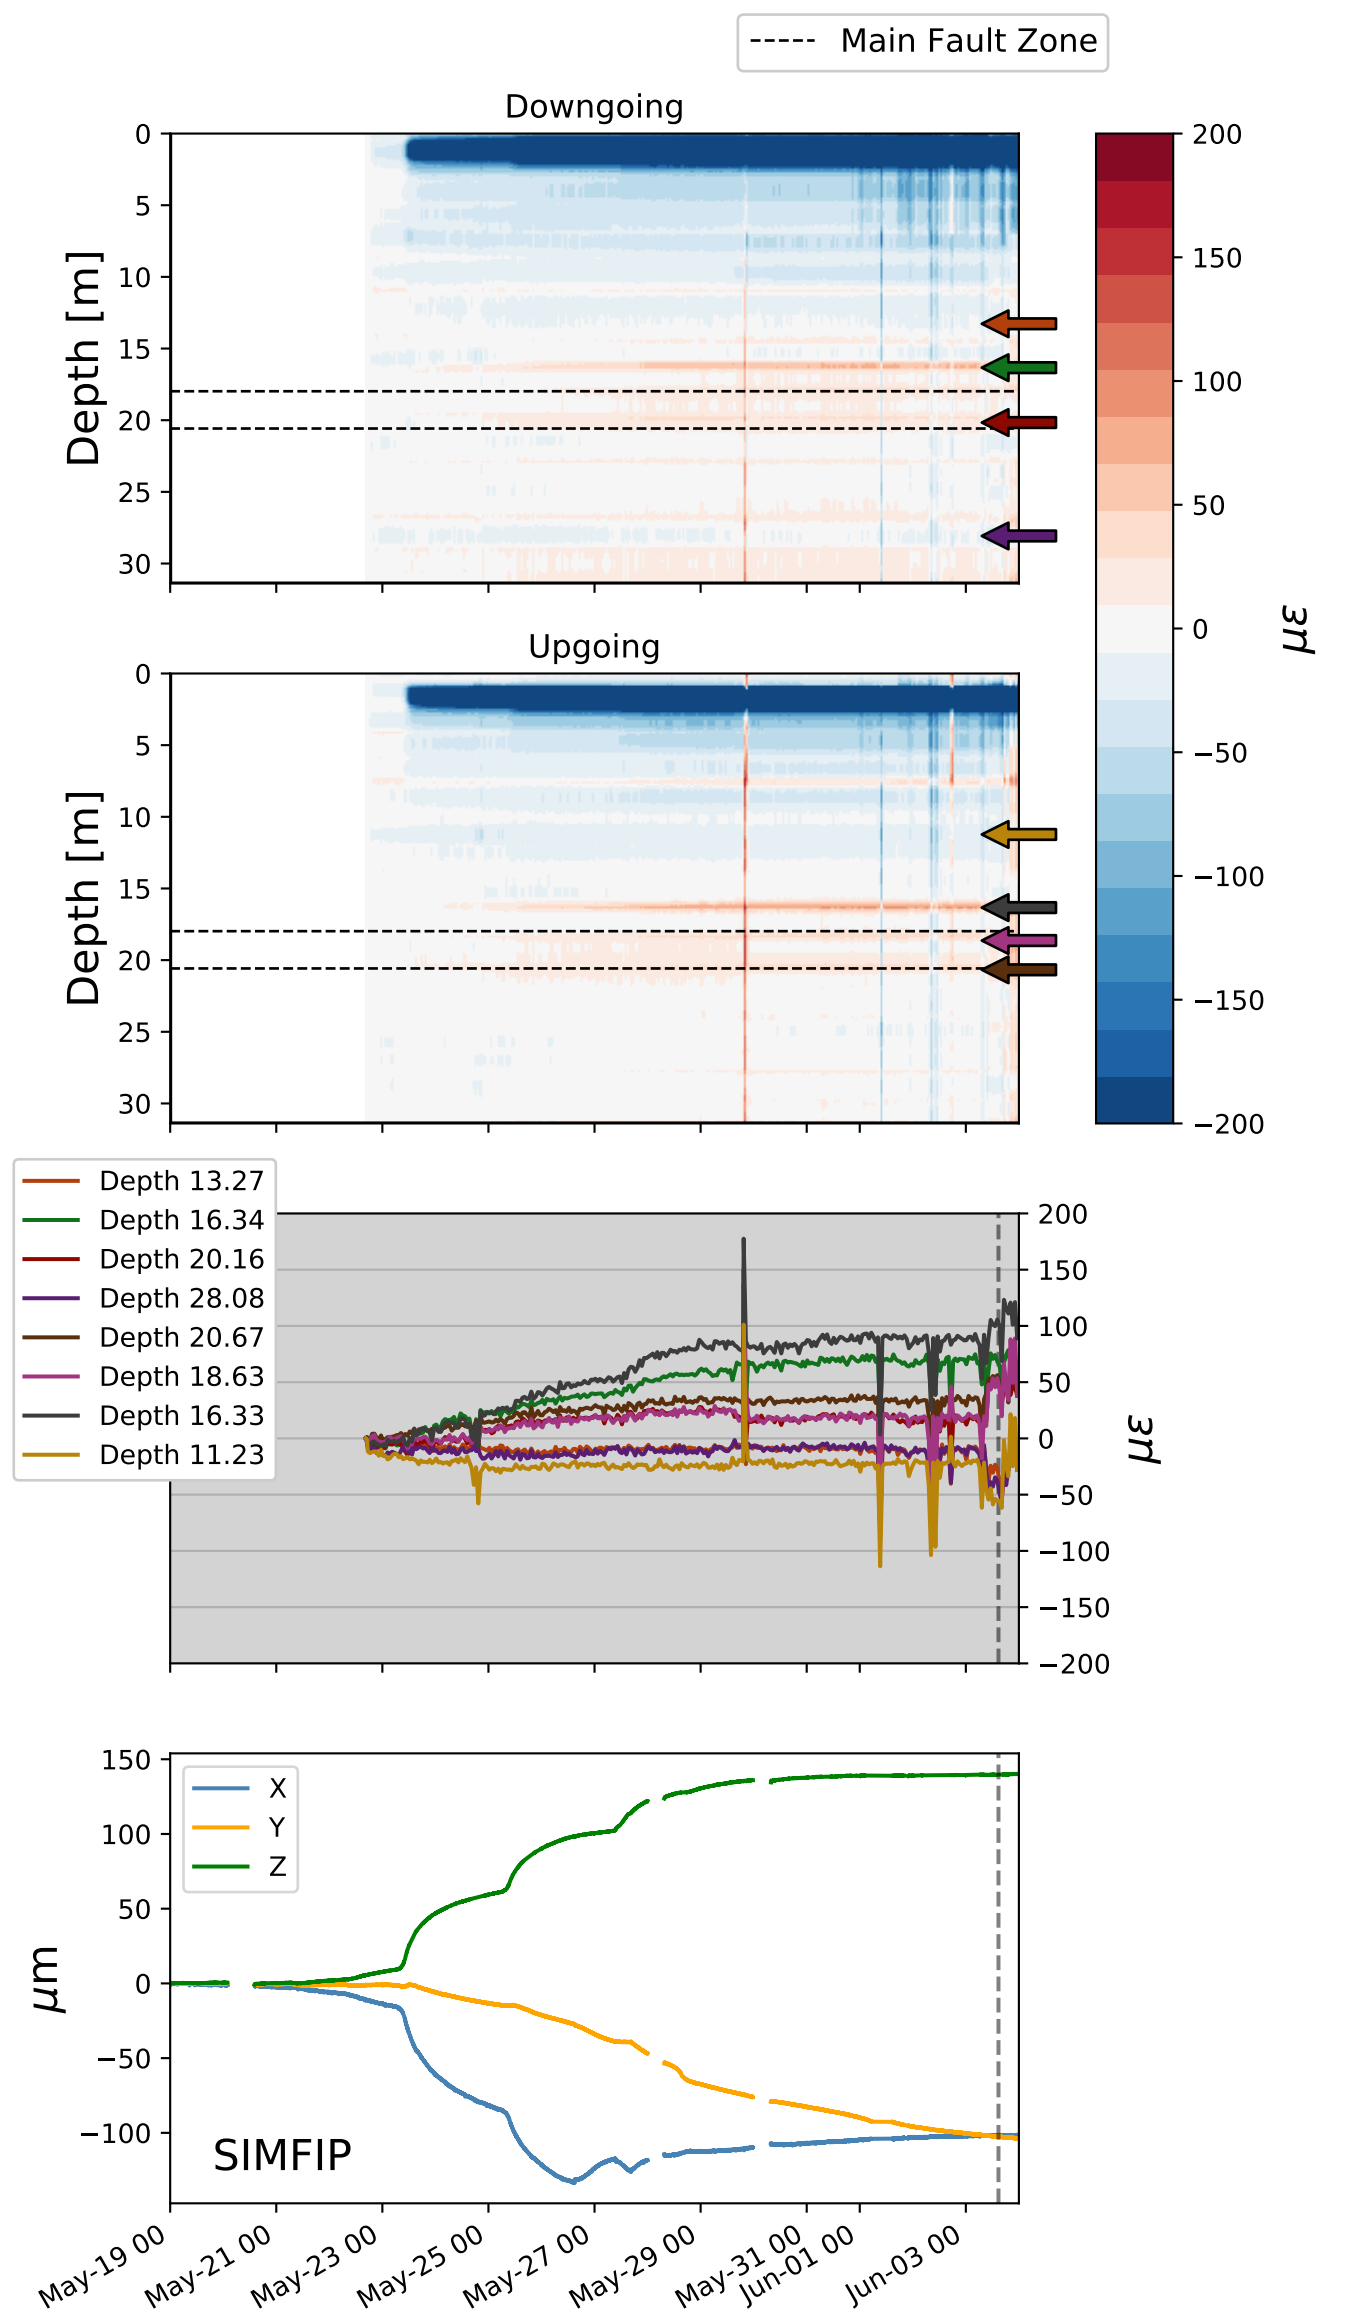 Main Fault Zone
Downgoing
0
5
10
15
20
25
30
Depth [m]
200
150
100
50
0
−50
−100
−150
−200
με
Upgoing
0
5
10
15
20
25
30
Depth [m]
Depth 13.27
Depth 16.34
Depth 20.16
Depth 28.08
Depth 20.67
Depth 18.63
Depth 16.33
Depth 11.23
200
150
100
50
0
−50
−100
−150
−200
με
150
100
50
0
−50
−100
μm
X
Y
Z
SIMFIP
May-19 00
May-21 00
May-23 00
May-25 00
May-27 00
May-29 00
May-31 00
Jun-01 00
Jun-03 00